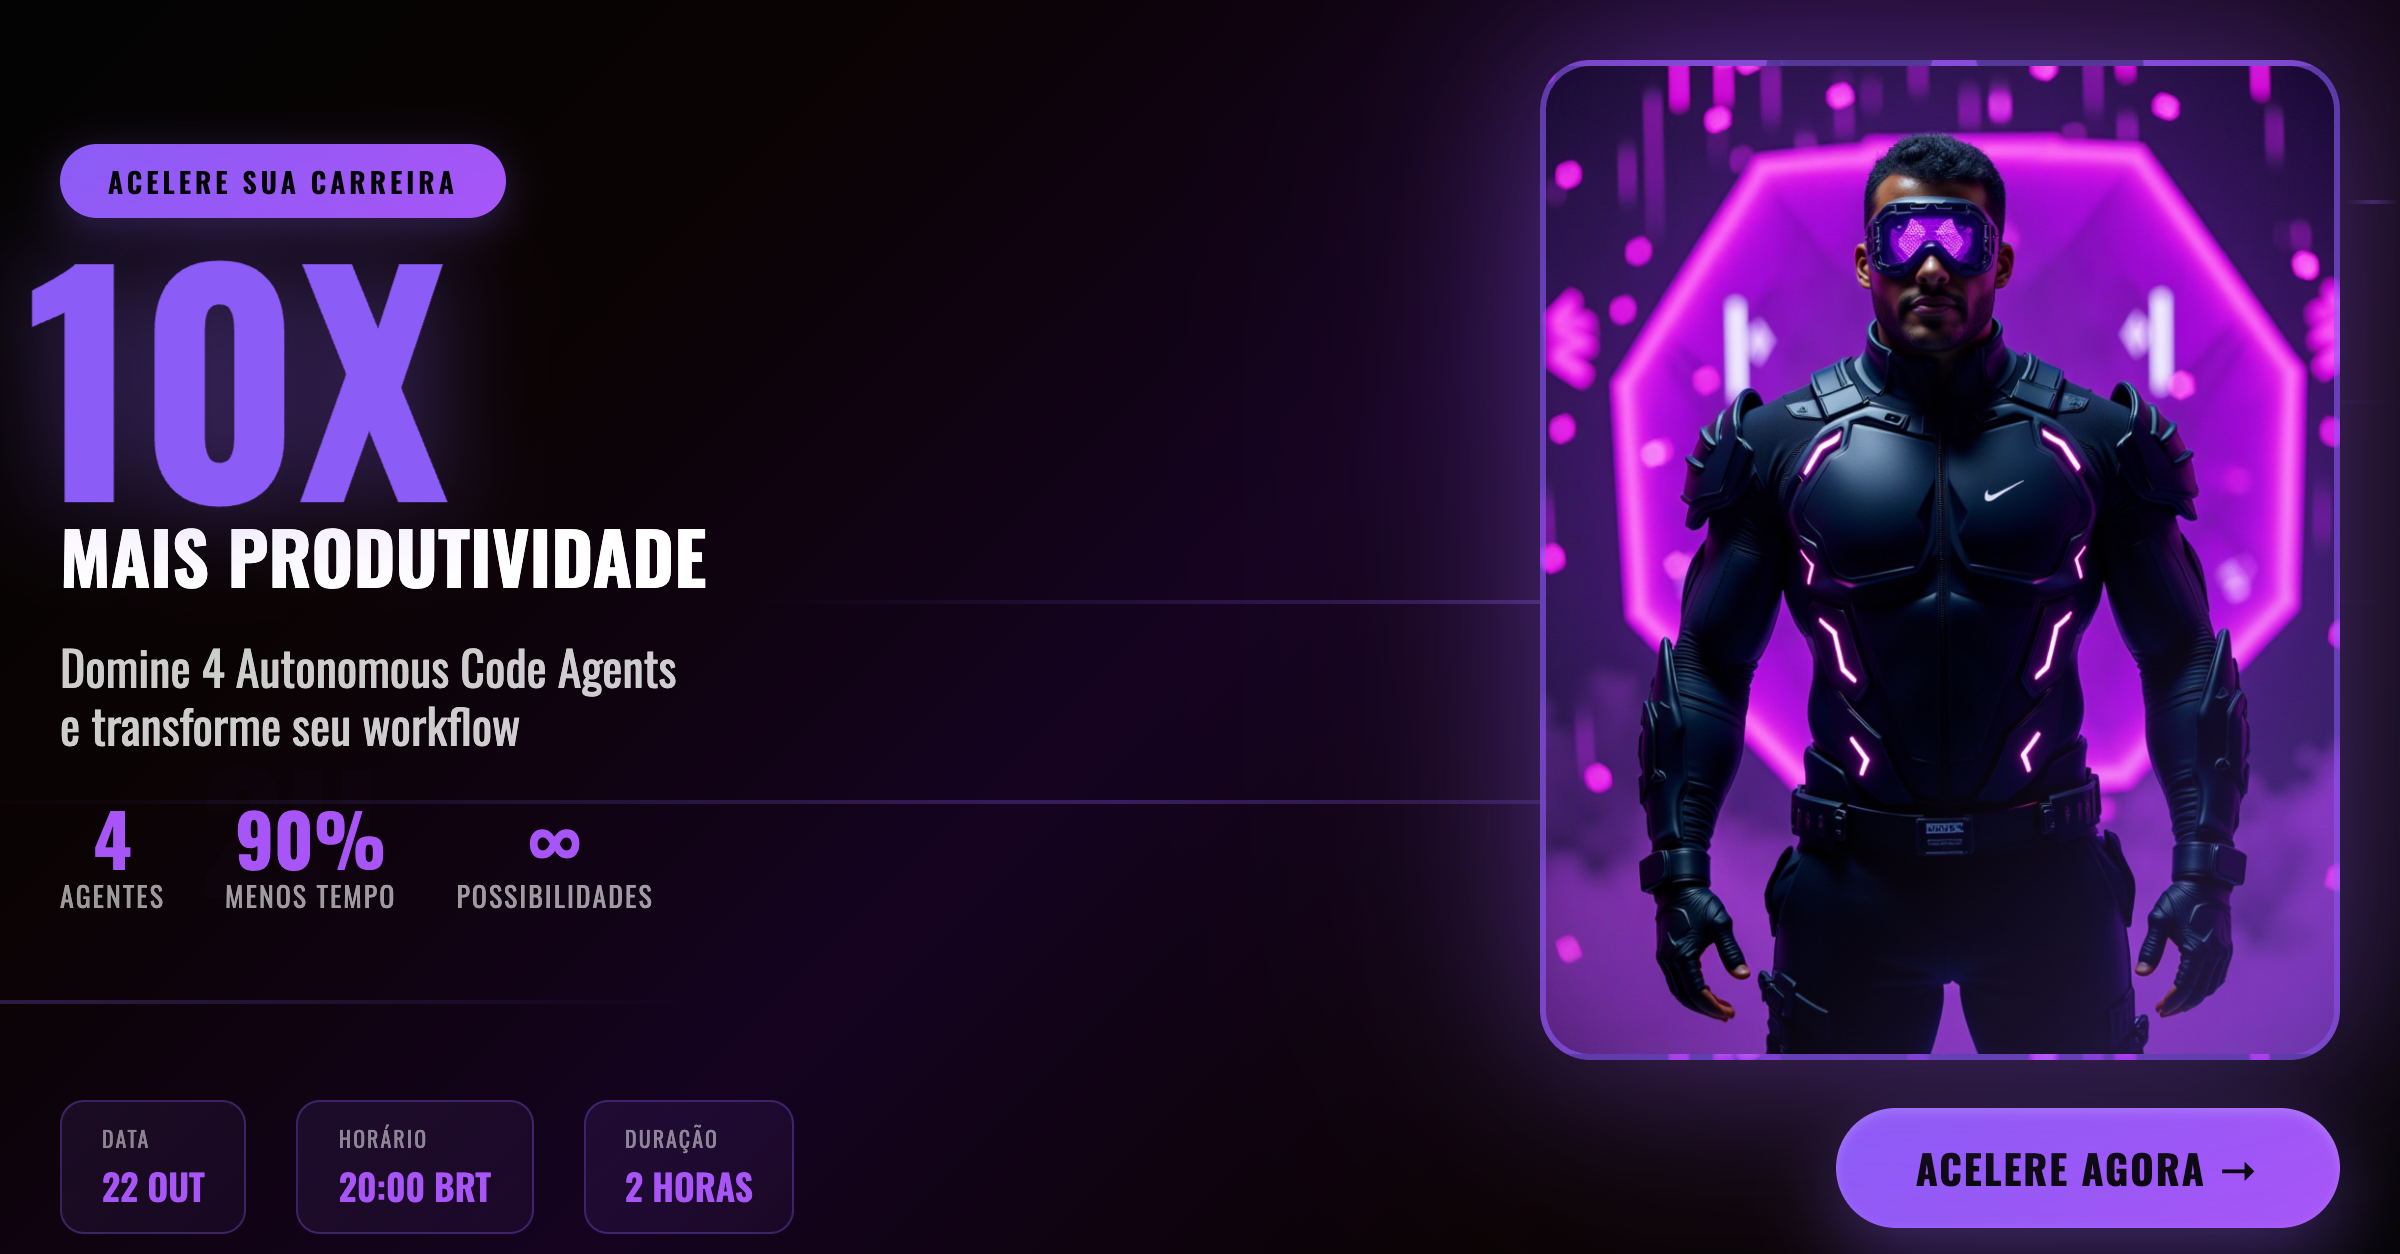 ACELERE SUA CARREIRA
10X
MAIS PRODUTIVIDADE
Domine 4 Autonomous Code Agents
e transforme seu workflow
4
AGENTES
90%
MENOS TEMPO
∞
POSSIBILIDADES
DATA
22 OUT
HORÁRIO
20:00 BRT
DURAÇÃO
2 HORAS
ACELERE AGORA →